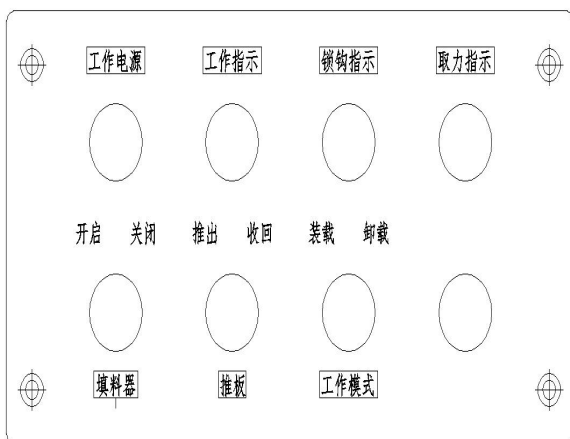 工作电源 工作指示 锁钩指示 取力指示
开启 关闭 推出 收回 装载 卸载
填料器 推板 工作模式